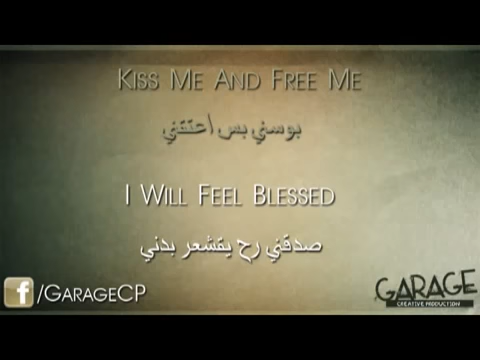 Kiss Me And Free Me
بوسني بس اعتقني
I Will Feel Blessed
صدقني رح يقشعر بدني
f/GarageCP
GARAGE
CREATIVE PRODUCTION